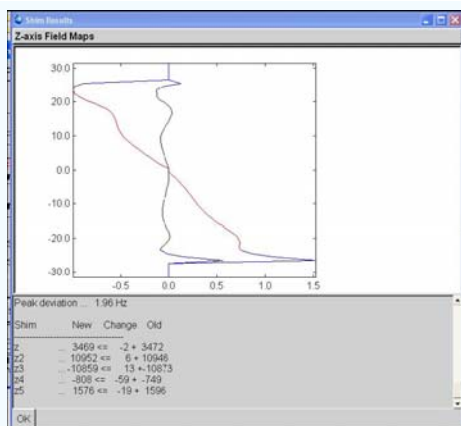 Shim Results
Z-axis Field Maps
30.0
20.0
10.0
0.0
-10.0
-20.0
-30.0
-0.5 0.0 0.5 1.0 1.5
Peak deviation ... 1.96 Hz
Shim New Change Old
z ... 3469 <= -2 + 3472
z2 ... 10952 <= 6 + 10946
z3 ... -10859 <= 13 +-10873
z4 ... -808 <= -59 + -749
z5 ... 1576 <= -19 + 1596
OK